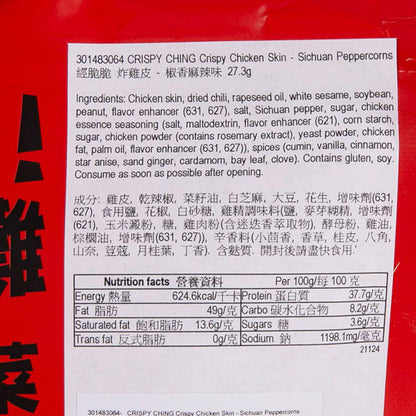 301483064 CRISPY CHING Crispy Chicken Skin - Sichuan Peppercorns
經脆脆 炸雞皮 - 椒香麻辣味 27.3g
Ingredients: Chicken skin, dried chili, rapeseed oil, white sesame, soybean,
peanut, flavor enhancer (631, 627), salt, Sichuan pepper, sugar, chicken
essence seasoning (salt, maltodextrin, flavor enhancer (621), corn starch,
sugar, chicken powder (contains rosemary extract), yeast powder, chicken
fat, palm oil, flavor enhancer (631, 627)), spices (cumin, vanilla, cinnamon,
star anise, sand ginger, cardamom, bay leaf, clove). Contains gluten, soy.
Consume as soon as possible after opening.
成分: 雞皮, 乾辣椒, 菜籽油, 白芝麻, 大豆, 花生, 增味劑(631,
627), 食用鹽, 花椒, 白砂糖, 雞精調味料(鹽, 麥芽糊精, 增味劑
(621), 玉米澱粉, 糖, 雞肉粉(含迷迭香萃取物), 酵母粉, 雞油,
棕櫚油, 增味劑(631, 627)), 辛香料(小茴香, 香草, 桂皮, 八角,
山奈, 荳蔻, 月桂葉, 丁香). 含麩質. 開封後請盡快食用.
Nutrition facts 營養資料 Per 100g/每 100 克
Energy 熱量 624.6kcal/千卡 Protein 蛋白質 37.7g/克
Fat 脂肪 49g/克 Carbo 碳水化合物 8.2g/克
Saturated fat 飽和脂肪 13.6g/克 Sugars 糖 3.6g/克
Trans fat 反式脂肪 0g/克 Sodium 鈉 1198.1mg/毫克
21124
301483064- CRISPY CHING Crispy Chicken Skin - Sichuan Peppercorns
!
雞
菜